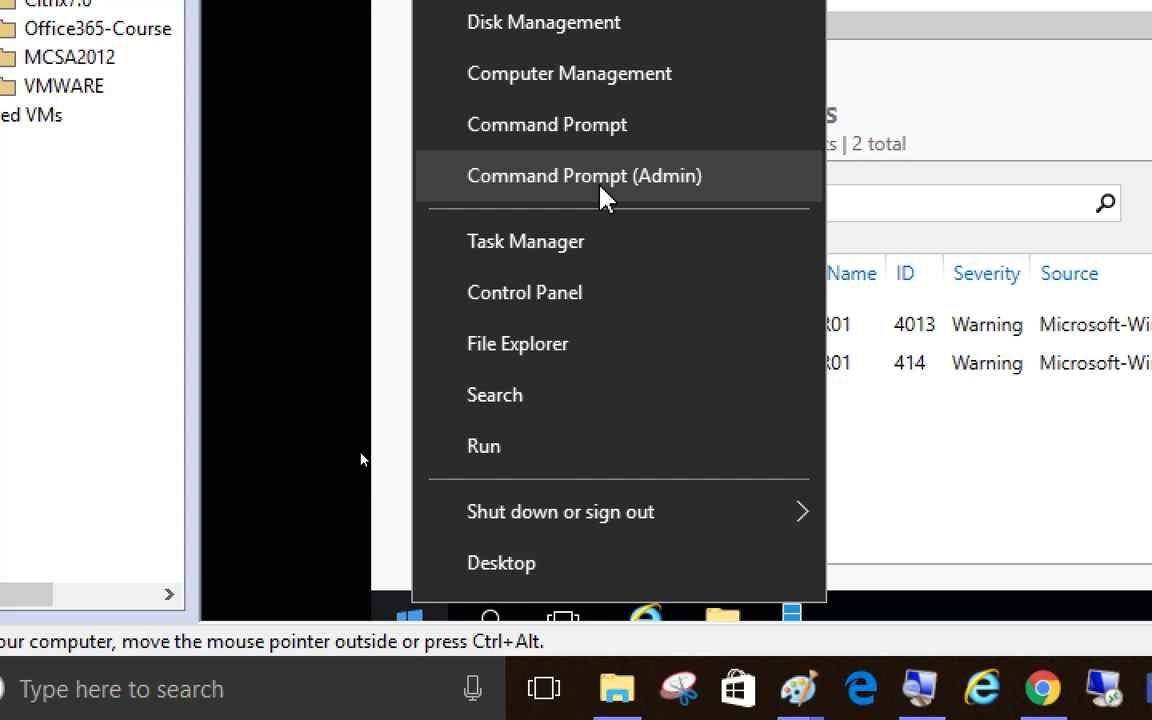 Citrix7.6
Office365-Course
MCSA2012
VMWARE
ed VMs
Disk Management
Computer Management
Command Prompt
Command Prompt (Admin)
Task Manager
Control Panel
File Explorer
Search
Run
Shut down or sign out
Desktop
s
ts | 2 total
Name ID Severity Source
R01 4013 Warning Microsoft-Wi
R01 414 Warning Microsoft-Wi
our computer, move the mouse pointer outside or press Ctrl+Alt.
Type here to search